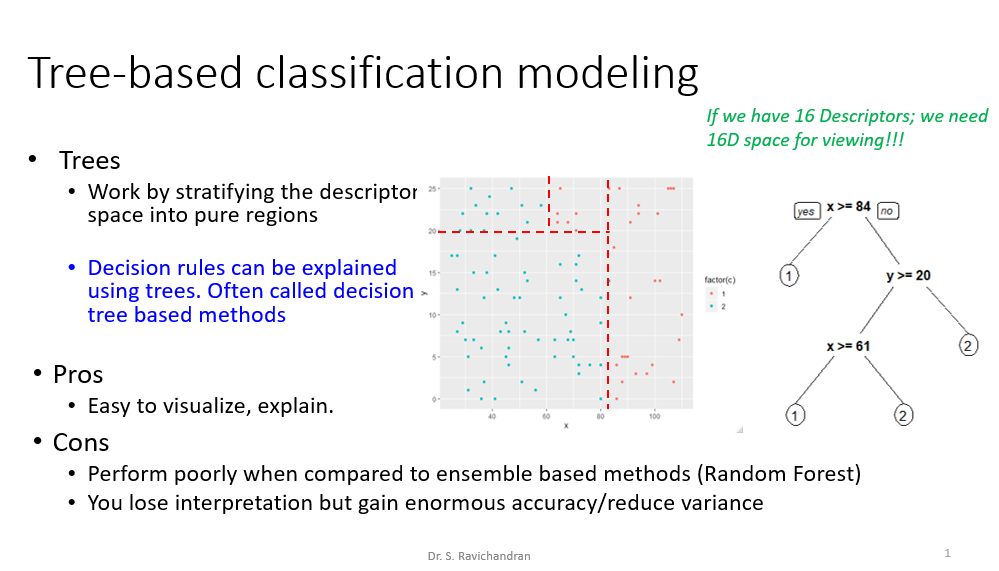 Tree-based classification modeling
If we have 16 Descriptors; we need
16D space for viewing!!!
• Trees
• Work by stratifying the descriptor
space into pure regions
• Decision rules can be explained
using trees. Often called decision
tree based methods
• Pros
• Easy to visualize, explain.
• Cons
• Perform poorly when compared to ensemble based methods (Random Forest)
• You lose interpretation but gain enormous accuracy/reduce variance
25
20
15
10
5
0
y
40 60 80 100
x
factor(c)
1
2
yes x >= 84 no
1 y >= 20
x >= 61 2
1 2
Dr. S. Ravichandran
1